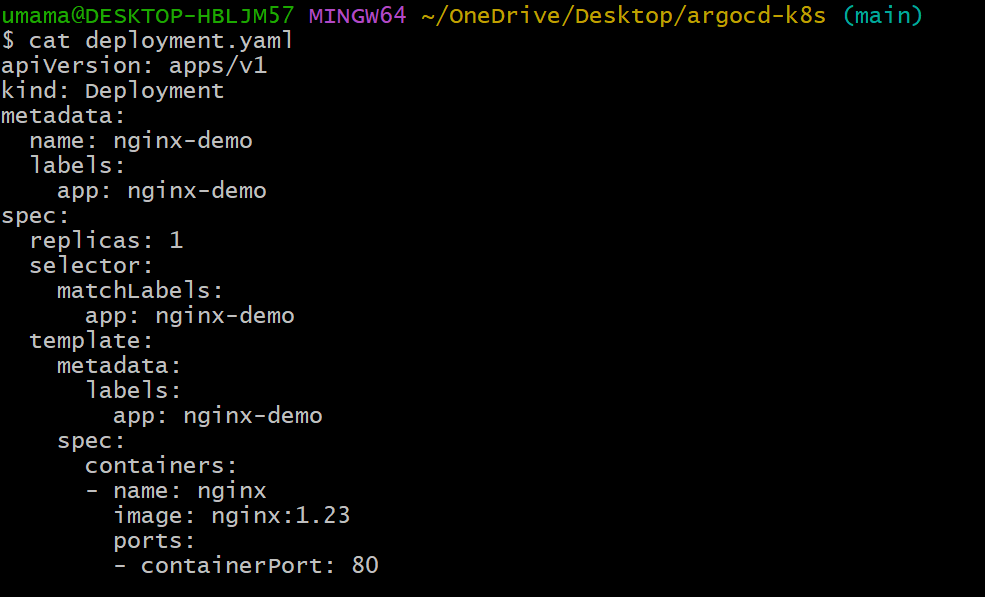 umama@DESKTOP-HBLJM57 MINGW64 ~/OneDrive/Desktop/argocd-k8s (main)
$ cat deployment.yaml
apiVersion: apps/v1
kind: Deployment
metadata:
  name: nginx-demo
  labels:
    app: nginx-demo
spec:
  replicas: 1
  selector:
    matchLabels:
      app: nginx-demo
  template:
    metadata:
      labels:
        app: nginx-demo
    spec:
      containers:
      - name: nginx
        image: nginx:1.23
        ports:
        - containerPort: 80